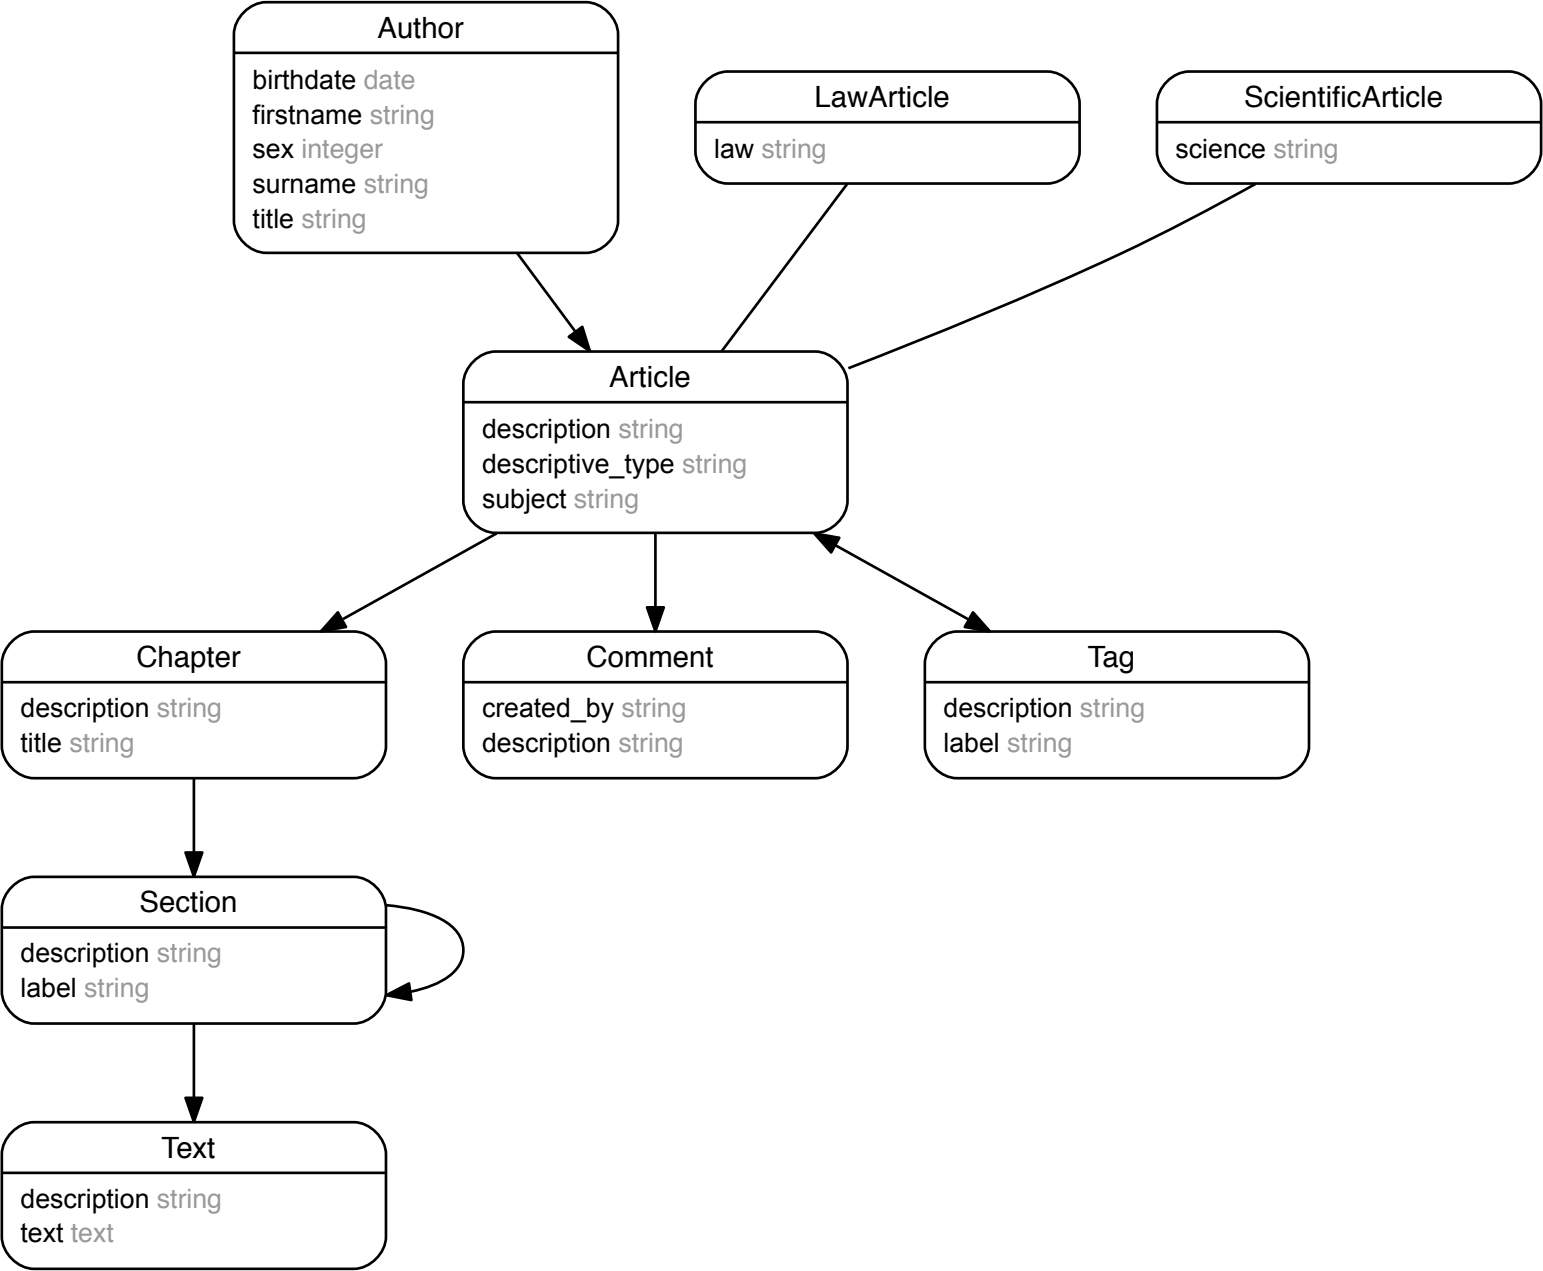 Author
birthdate date
firstname string
sex integer
surname string
title string
LawArticle
law string
ScientificArticle
science string
Article
description string
descriptive_type string
subject string
Chapter
description string
title string
Comment
created_by string
description string
Tag
description string
label string
Section
description string
label string
Text
description string
text text